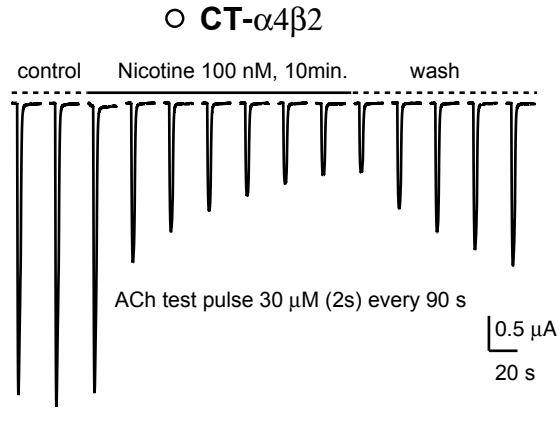 CT-α4β2
control Nicotine 100 nM, 10min. wash
ACh test pulse 30 μM (2s) every 90 s
0.5 μA
20 s